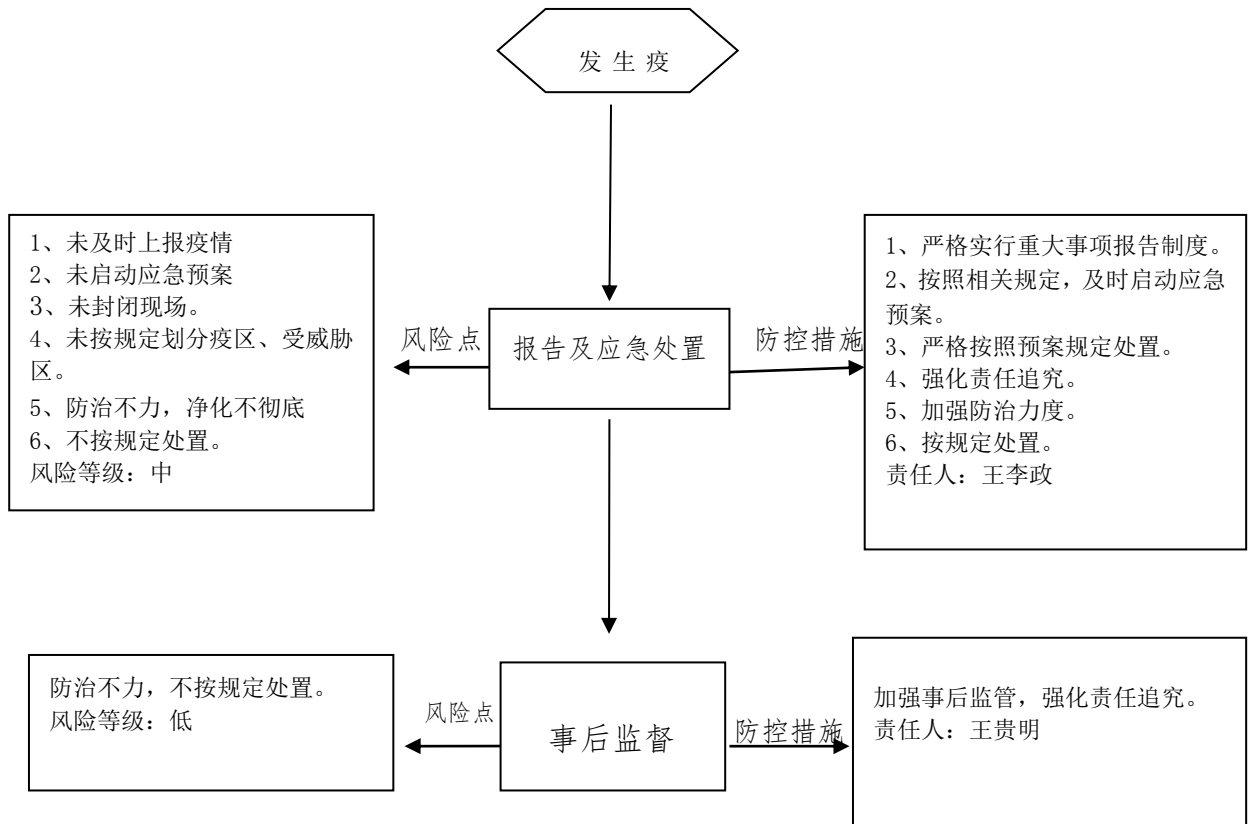 发 生 疫
1、未及时上报疫情
2、未启动应急预案
3、未封闭现场。
4、未按规定划分疫区、受威胁
区。
5、防治不力，净化不彻底
6、不按规定处置。
风险等级：中
风险点
报告及应急处置
防控措施
1、严格实行重大事项报告制度。
2、按照相关规定，及时启动应急
预案。
3、严格按照预案规定处置。
4、强化责任追究。
5、加强防治力度。
6、按规定处置。
责任人：王李政
防治不力，不按规定处置。
风险等级：低
风险点
事后监督
防控措施
加强事后监管，强化责任追究。
责任人：王贵明